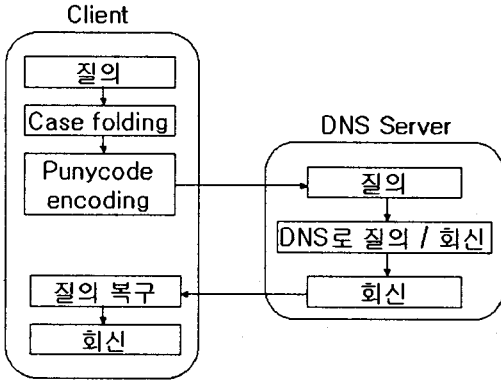 Client
질의
Case folding
Punycode
encoding
질의 복구
회신
DNS Server
질의
DNS로 질의 / 회신
회신